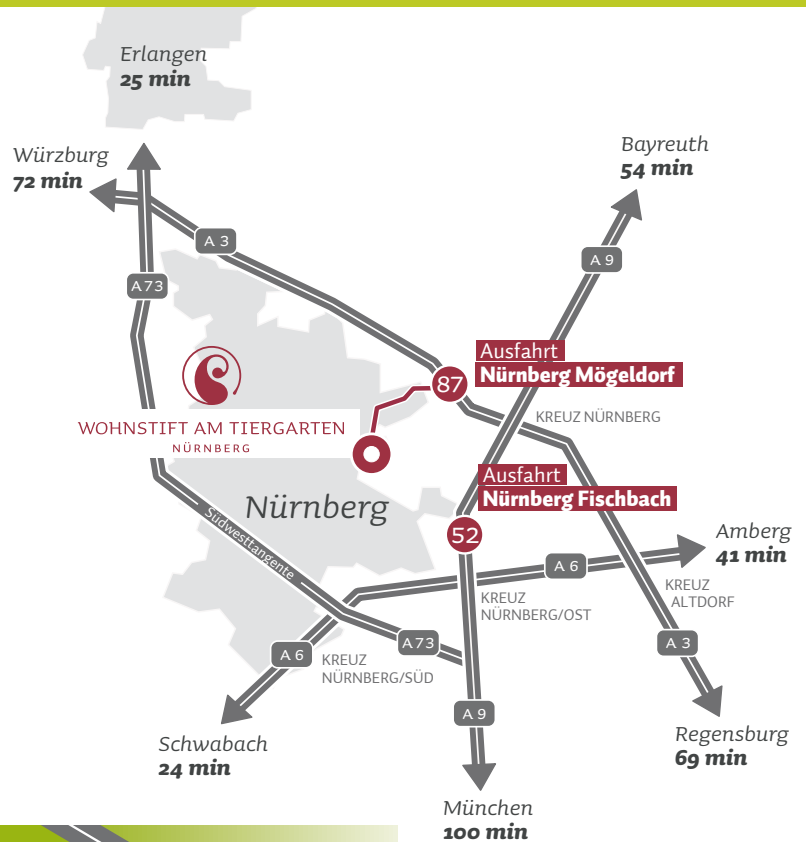 Erlangen
25 min
Würzburg
72 min
Bayreuth
54 min
A 3
A 9
A 73
Ausfahrt
Nürnberg Mögeldorf
87
KREUZ NÜRNBERG
WOHNSTIFT AM TIERGARTEN
NÜRNBERG
Ausfahrt
Nürnberg Fischbach
Nürnberg
52
Südwesttangente
Amberg
41 min
A 6
KREUZ
NÜRNBERG/OST
KREUZ
ALTDORF
A 73
A 3
A 6
KREUZ
NÜRNBERG/SÜD
A 9
Schwabach
24 min
Regensburg
69 min
München
100 min